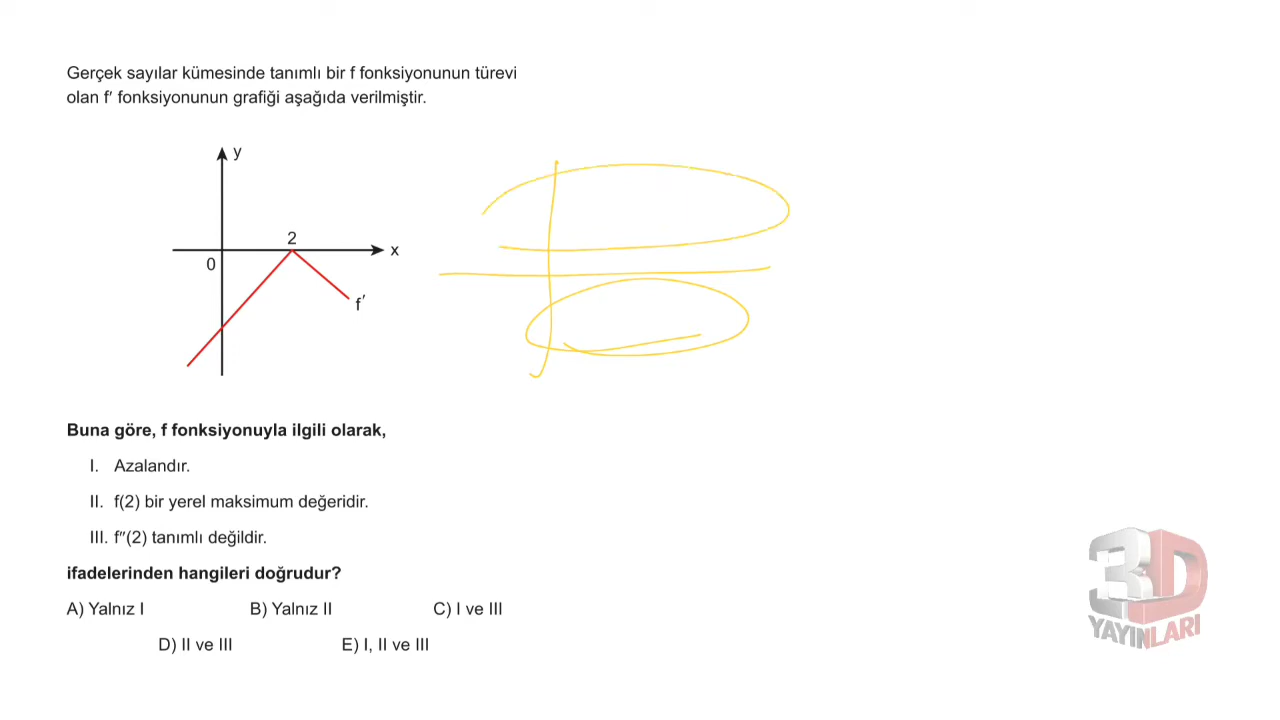 Gerçek sayılar kümesinde tanımlı bir f fonksiyonunun türevi
olan f′ fonksiyonunun grafiği aşağıda verilmiştir.
y
2
x
0
f′
Buna göre, f fonksiyonuyla ilgili olarak,
I. Azalandır.
II. f(2) bir yerel maksimum değeridir.
III. f″(2) tanımlı değildir.
ifadelerinden hangileri doğrudur?
A) Yalnız I B) Yalnız II C) I ve III
D) II ve III E) I, II ve III
3D
YAYINLARI